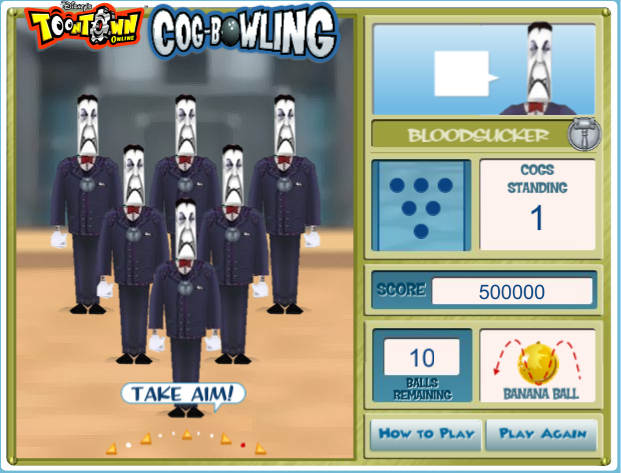 Disney's
TOONTOWN
ONLINE
COG-BOWLING
BLOODSUCKER
COGS
STANDING
1
SCORE 500000
10
BALLS
REMAINING
BANANA BALL
TAKE AIM!
HOW TO PLAY PLAY AGAIN